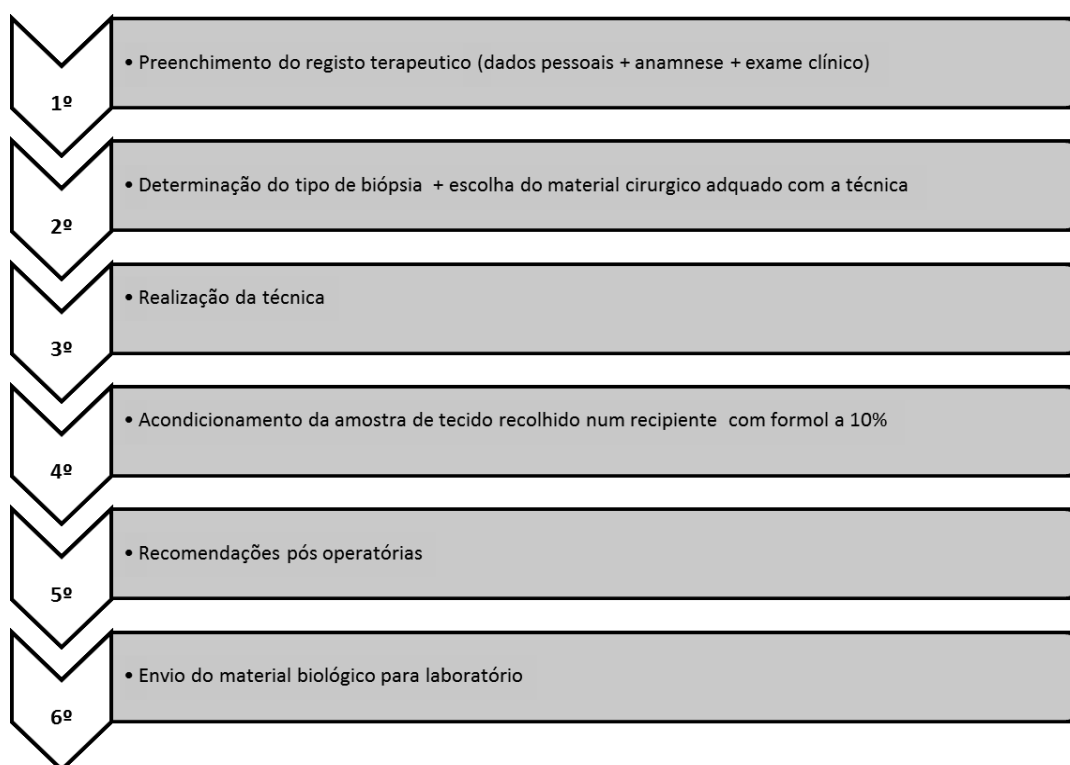 1º
• Preenchimento do registo terapeutico (dados pessoais + anamnese + exame clínico)
2º
• Determinação do tipo de biópsia + escolha do material cirurgico adquado com a técnica
3º
• Realização da técnica
4º
• Acondicionamento da amostra de tecido recolhido num recipiente com formol a 10%
5º
• Recomendações pós operatórias
6º
• Envio do material biológico para laboratório